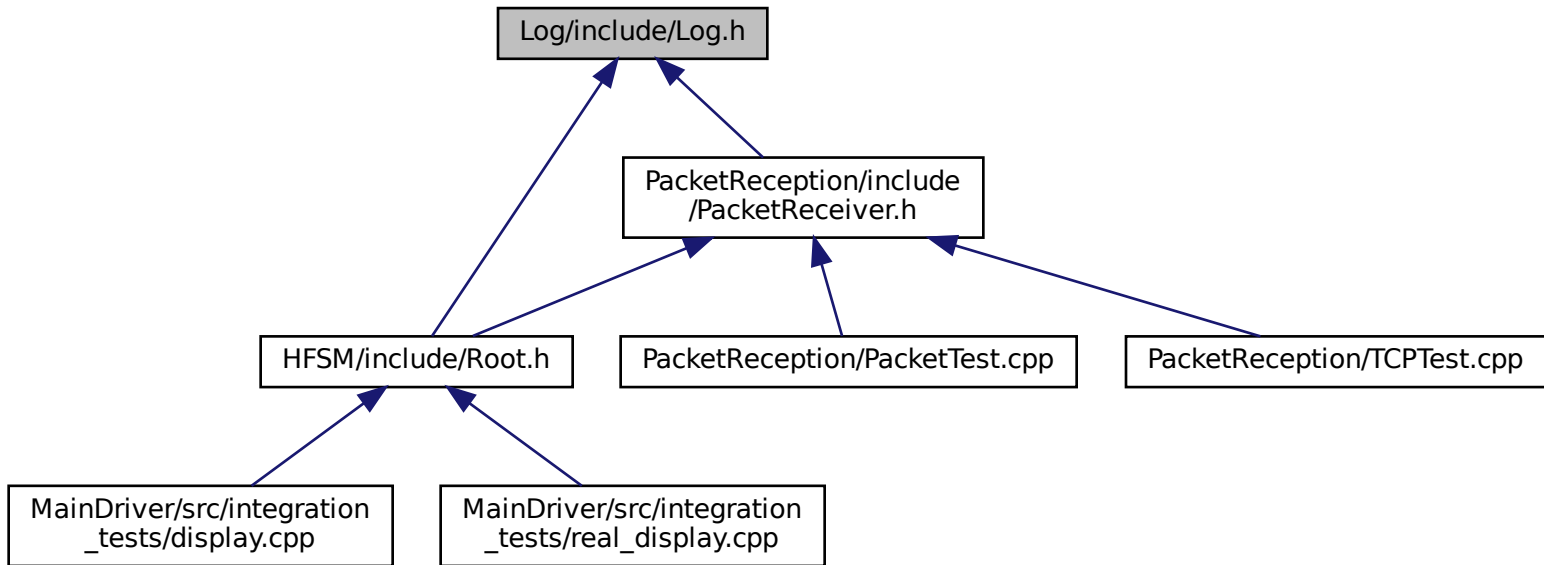 Log/include/Log.h
PacketReception/include
/PacketReceiver.h
HFSM/include/Root.h
PacketReception/PacketTest.cpp
PacketReception/TCPTest.cpp
MainDriver/src/integration
_tests/display.cpp
MainDriver/src/integration
_tests/real_display.cpp